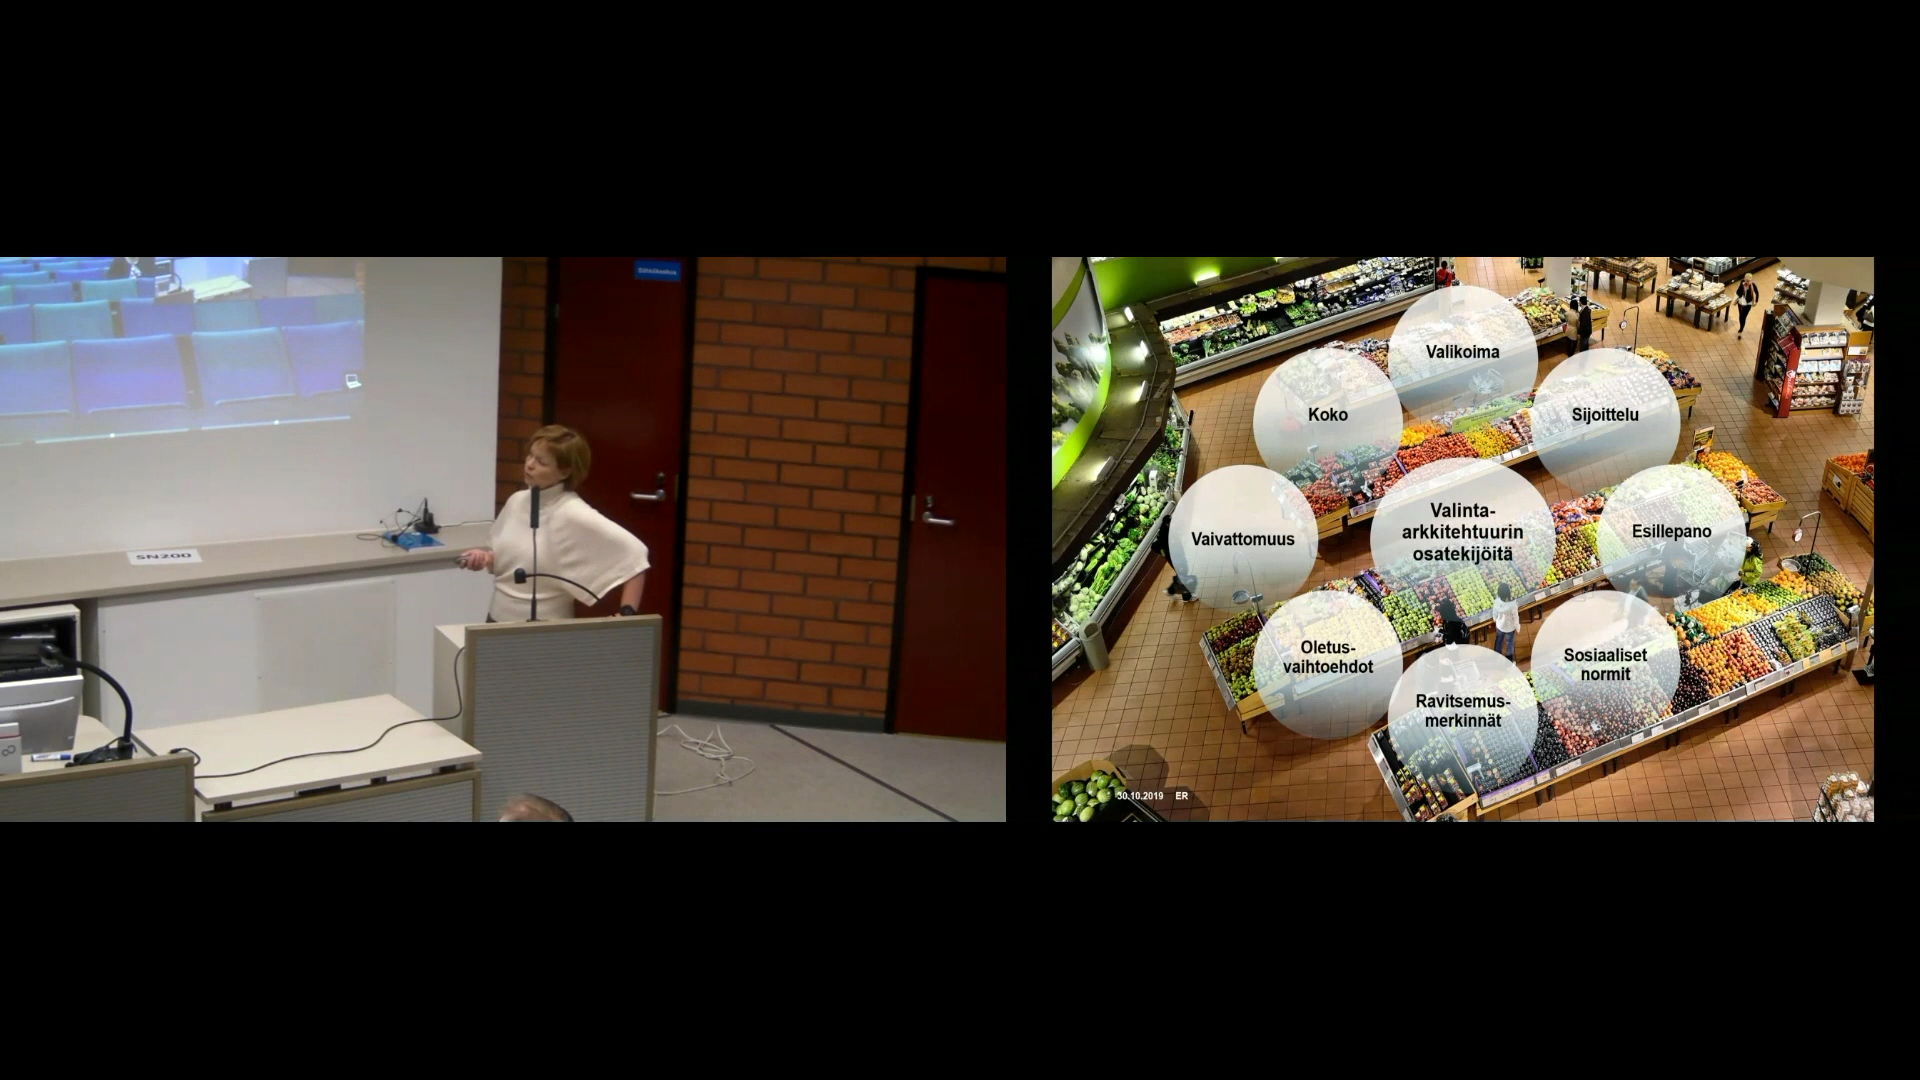 Sähkökeskus
SN200
Valikoima
Koko
Sijoittelu
Valinta-
arkkitehtuurin
osatekijöitä
Vaivattomuus
Esillepano
Oletus-
vaihtoehdot
Sosiaaliset
normit
Ravitsemus-
merkinnät
30.10.2019 ER